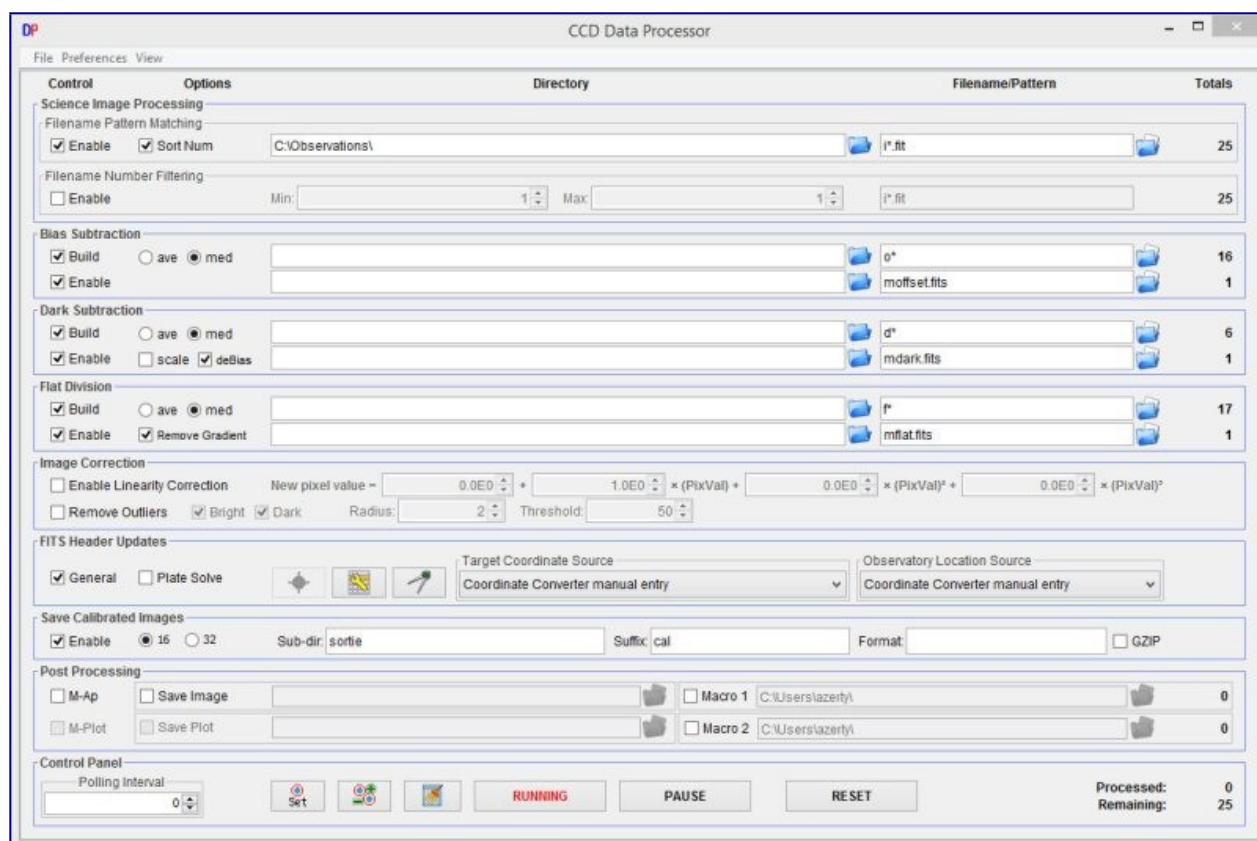 DP CCD Data Processor
File Preferences View
Control Options Directory Filename/Pattern Totals
Science Image Processing
Filename Pattern Matching
Enable Sort Num C:\Observations\ i*.fit 25
Filename Number Filtering
Enable Min: 1 Max: 1 i*.fit 25
Bias Subtraction
Build ave med o* 16
Enable moffset.fits 1
Dark Subtraction
Build ave med d* 6
Enable scale deBias mdark.fits 1
Flat Division
Build ave med f* 17
Enable Remove Gradient mflat.fits 1
Image Correction
Enable Linearity Correction New pixel value = 0.0E0 + 1.0E0 × (PixVal) + 0.0E0 × (PixVal)² + 0.0E0 × (PixVal)³
Remove Outliers Bright Dark Radius: 2 Threshold: 50
FITS Header Updates
Target Coordinate Source Observatory Location Source
General Plate Solve Coordinate Converter manual entry Coordinate Converter manual entry
Save Calibrated Images
Enable 16 32 Sub-dir: sortie Suffix: cal Format: GZIP
Post Processing
M-Ap Save Image Macro 1 C:\Users\azerty\ 0
M-Plot Save Plot Macro 2 C:\Users\azerty\ 0
Control Panel
Polling Interval
0 Set RUNNING PAUSE RESET
Processed: 0
Remaining: 25